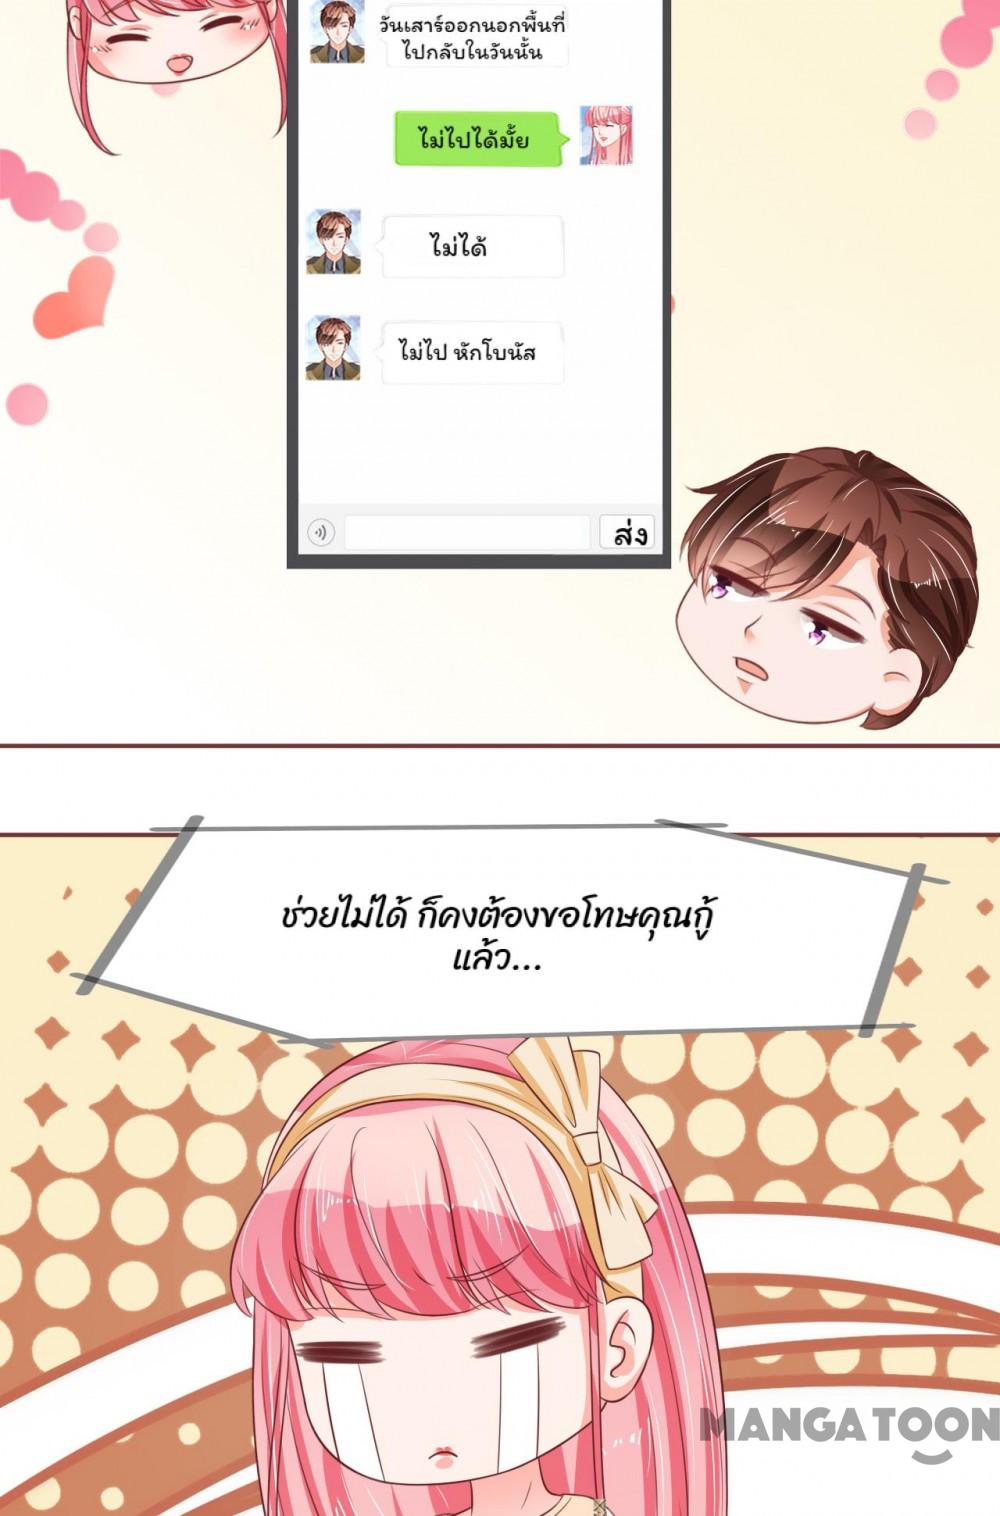 วันเสาร์ออกนอกพื้นที่
ไปกลับในวันนั้น
ไม่ไปได้มั้ย
ไม่ได้
ไม่ไป หักโบนัส
ส่ง
ช่วยไม่ได้ ก็คงต้องขอโทษคุณกู้
แล้ว...
MANGATOON